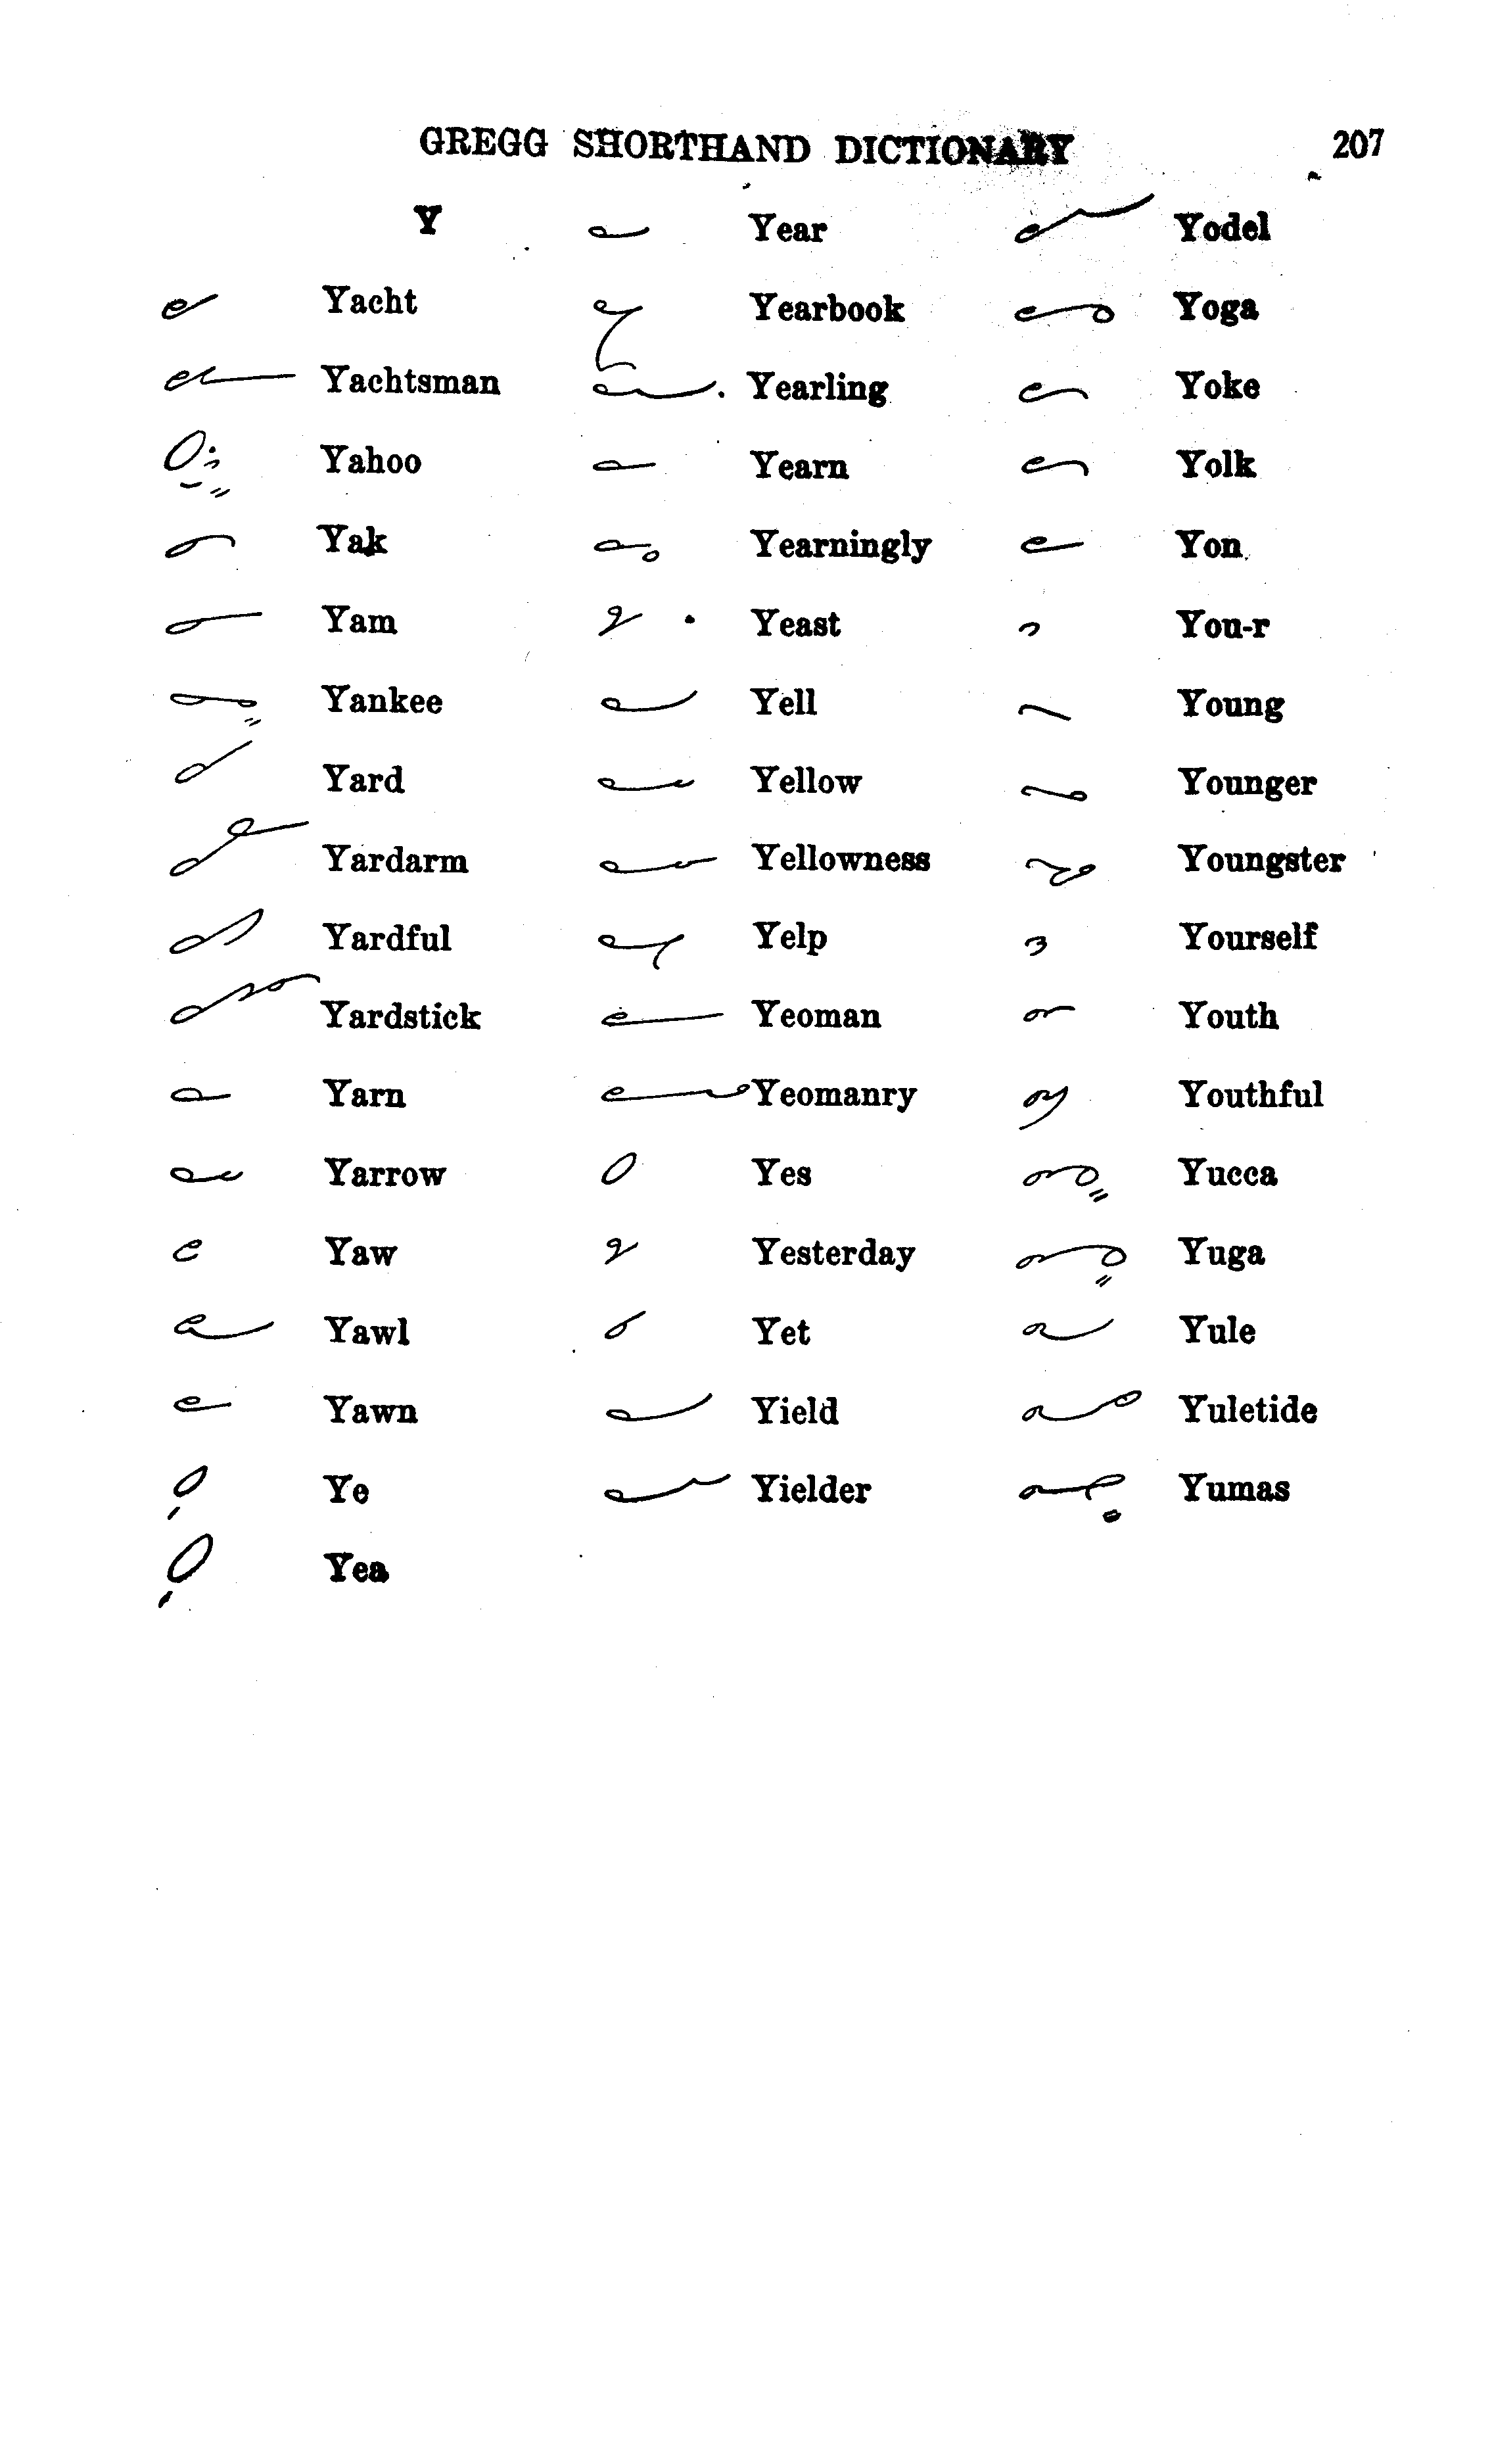 GREGG SHORTHAND DICTIONARY 207
Y
Yacht
Yachtsman
Yahoo
Yak
Yam
Yankee
Yard
Yardarm
Yardful
Yardstick
Yarn
Yarrow
Yaw
Yawl
Yawn
Ye
Yea
Year
Yearbook
Yearling
Yearn
Yearningly
Yeast
Yell
Yellow
Yellowness
Yelp
Yeoman
Yeomanry
Yes
Yesterday
Yet
Yield
Yielder
Yodel
Yoga
Yoke
Yolk
Yon
You-r
Young
Younger
Youngster
Yourself
Youth
Youthful
Yucca
Yuga
Yule
Yuletide
Yumas